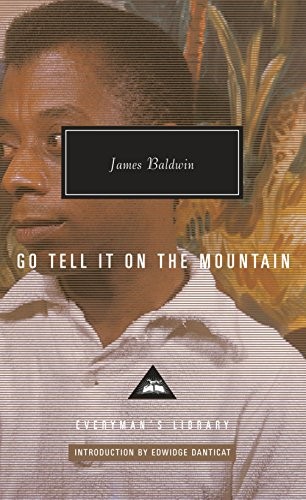 James Baldwin
GO TELL IT ON THE MOUNTAIN
EVERYMAN'S LIBRARY
INTRODUCTION BY EDWIDGE DANTICAT